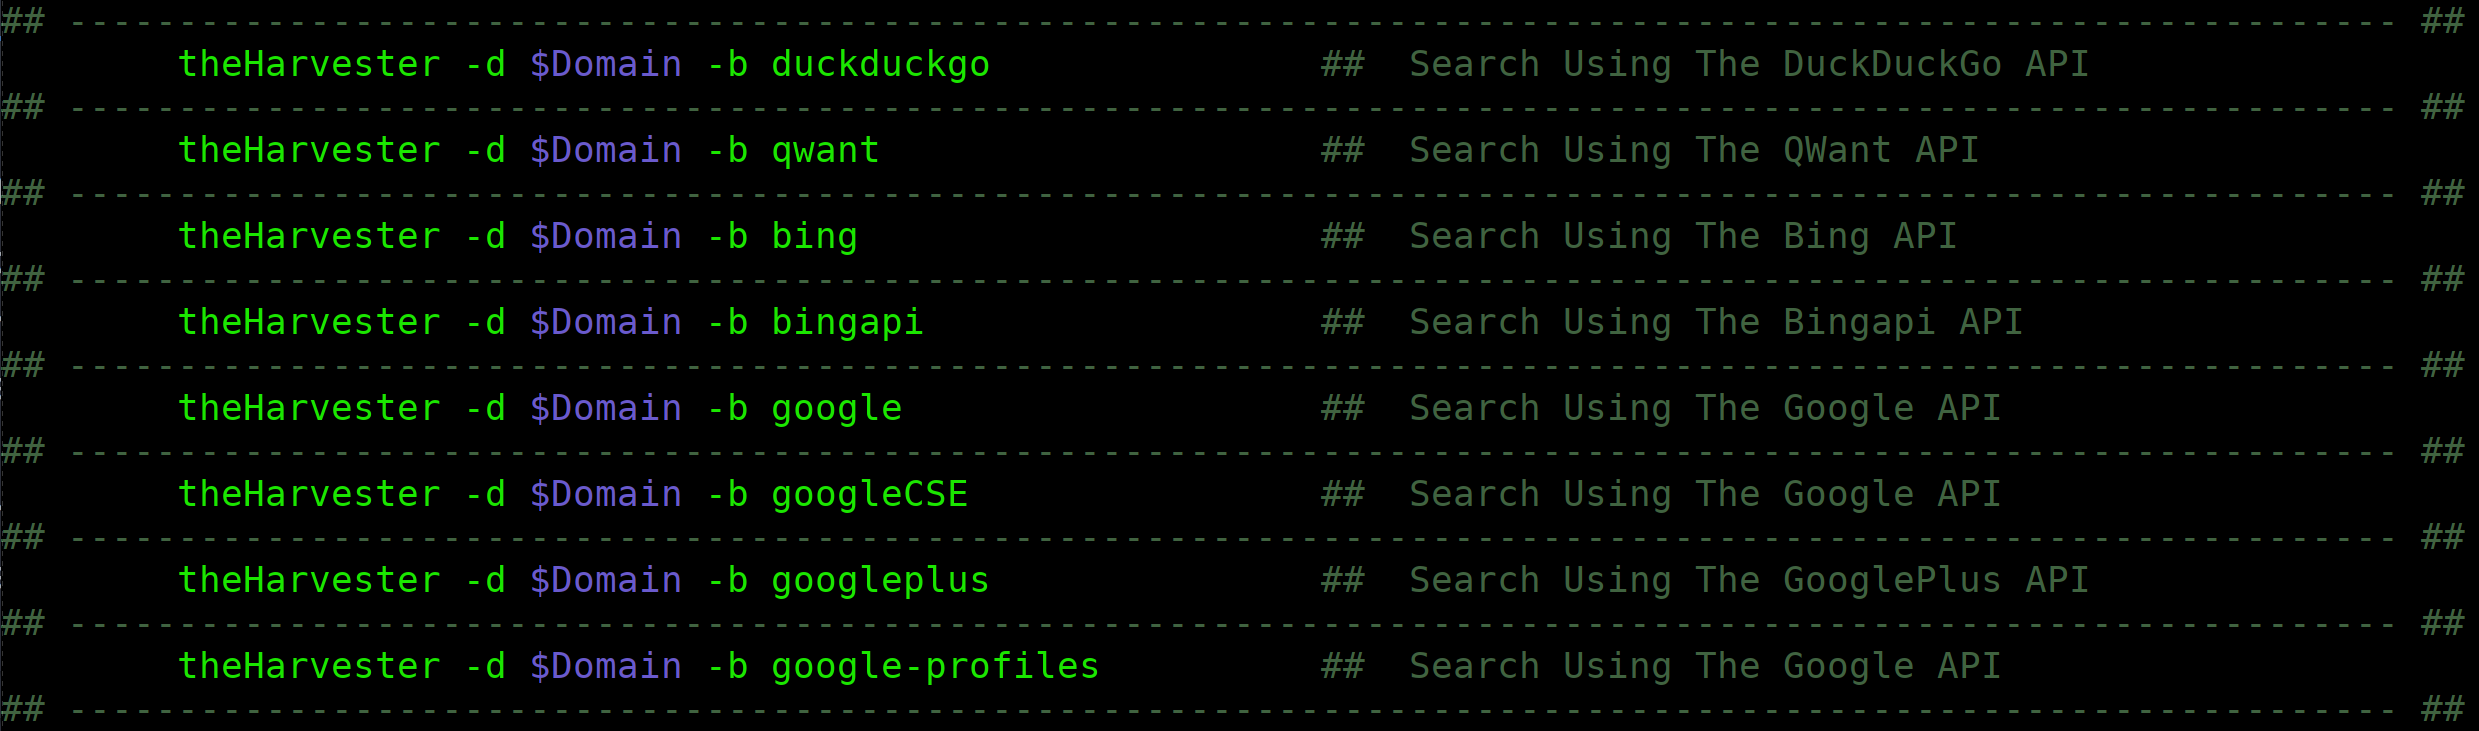 ## ---------------------------------------------------------------------------------------------------------- ##
theHarvester -d $Domain -b duckduckgo ## Search Using The DuckDuckGo API
## ---------------------------------------------------------------------------------------------------------- ##
theHarvester -d $Domain -b qwant ## Search Using The QWant API
## ---------------------------------------------------------------------------------------------------------- ##
theHarvester -d $Domain -b bing ## Search Using The Bing API
## ---------------------------------------------------------------------------------------------------------- ##
theHarvester -d $Domain -b bingapi ## Search Using The Bingapi API
## ---------------------------------------------------------------------------------------------------------- ##
theHarvester -d $Domain -b google ## Search Using The Google API
## ---------------------------------------------------------------------------------------------------------- ##
theHarvester -d $Domain -b googleCSE ## Search Using The Google API
## ---------------------------------------------------------------------------------------------------------- ##
theHarvester -d $Domain -b googleplus ## Search Using The GooglePlus API
## ---------------------------------------------------------------------------------------------------------- ##
theHarvester -d $Domain -b google-profiles ## Search Using The Google API
## ---------------------------------------------------------------------------------------------------------- ##